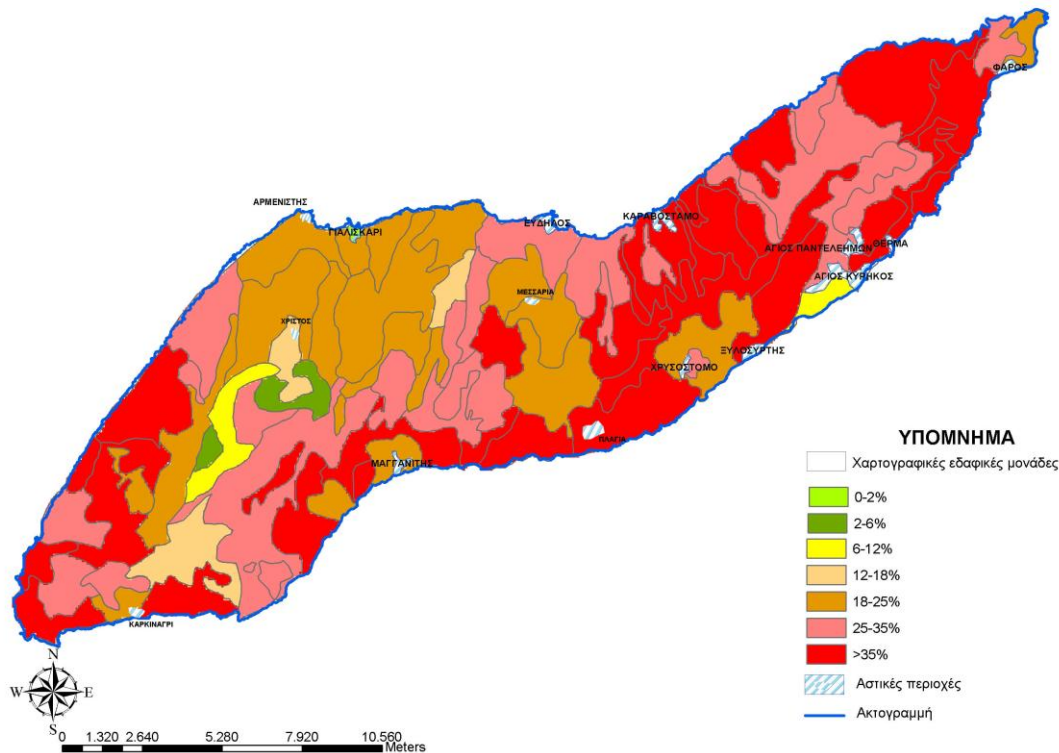 ΦΑΡΟΣ
ΑΡΜΕΝΙΣΤΗΣ
ΓΙΑΛΙΣΚΑΡΙ
ΕΥΔΗΛΟΣ
ΚΑΡΑΒΟΣΤΑΜΟ
ΑΓΙΟΣ ΠΑΝΤΕΛΕΗΜΩΝ
ΘΕΡΜΑ
ΑΓΙΟΣ ΚΥΡΗΚΟΣ
ΜΕΣΣΑΡΙΑ
ΧΡΙΣΤΟΣ
ΞΥΛΟΣΥΡΤΗΣ
ΧΡΥΣΟΣΤΟΜΟ
ΠΛΑΓΙΑ
ΜΑΓΓΑΝΙΤΗΣ
ΚΑΡΚΙΝΑΓΡΙ
ΥΠΟΜΝΗΜΑ
Χαρτογραφικές εδαφικές μονάδες
0-2%
2-6%
6-12%
12-18%
18-25%
25-35%
>35%
Αστικές περιοχές
Ακτογραμμή
N
W E
S
0 1.320 2.640 5.280 7.920 10.560
Meters